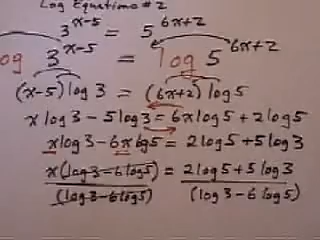 Log Equations #2
3^{x-5} = 5^{6x+2}
log 3^{x-5} = log 5^{6x+2}
(x-5) log 3 = (6x+2) log 5
x log 3 - 5 log 3 = 6x log 5 + 2 log 5
x log 3 - 6x log 5 = 2 log 5 + 5 log 3
x(log 3 - 6 log 5) = 2 log 5 + 5 log 3
(log 3 - 6 log 5) (log 3 - 6 log 5)